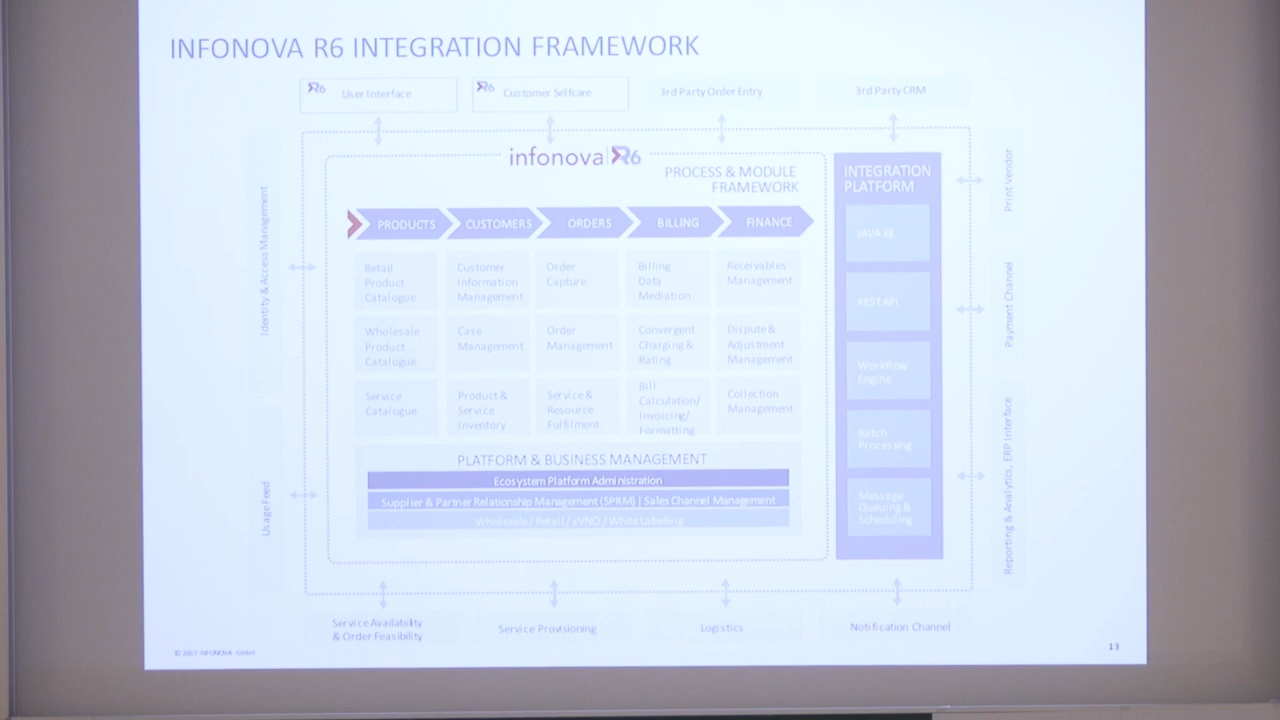 INFONOVA R6 INTEGRATION FRAMEWORK
R6 User Interface
R6 Customer Selfcare
3rd Party Order Entry
3rd Party CRM
Identity & Access Management
Usage Feed
infonova R6
PROCESS & MODULE
FRAMEWORK
PRODUCTS
CUSTOMERS
ORDERS
BILLING
FINANCE
Retail
Product
Catalogue
Customer
Information
Management
Order
Capture
Billing
Data
Mediation
Receivables
Management
Wholesale
Product
Catalogue
Case
Management
Order
Management
Convergent
Charging &
Rating
Dispute &
Adjustment
Management
Service
Catalogue
Product &
Service
Inventory
Service &
Resource
Fulfilment
Bill
Calculation/
Invoicing/
Formatting
Collection
Management
PLATFORM & BUSINESS MANAGEMENT
Ecosystem Platform Administration
Supplier & Partner Relationship Management (SPRM) | Sales Channel Management
Wholesale / Retail / xVNO / White Labelling
INTEGRATION
PLATFORM
JAVA EE
REST API
Workflow
Engine
Batch
Processing
Message
Queuing &
Scheduling
Print Vendor
Payment Channel
Reporting & Analytics, ERP Interface
Service Availability
& Order Feasibility
Service Provisioning
Logistics
Notification Channel
© 2017 INFONOVA GmbH
13